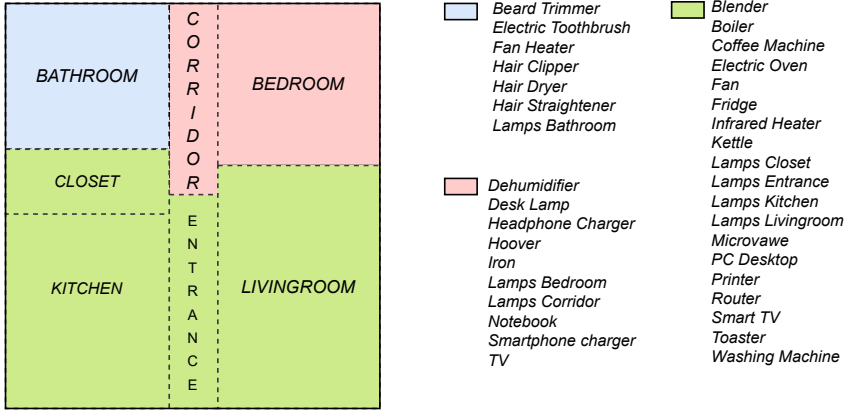 BATHROOM
CORRIDOR
BEDROOM
CLOSET
ENTRANCE
KITCHEN
LIVINGROOM
Beard Trimmer
Electric Toothbrush
Fan Heater
Hair Clipper
Hair Dryer
Hair Straightener
Lamps Bathroom
Dehumidifier
Desk Lamp
Headphone Charger
Hoover
Iron
Lamps Bedroom
Lamps Corridor
Notebook
Smartphone charger
TV
Blender
Boiler
Coffee Machine
Electric Oven
Fan
Fridge
Infrared Heater
Kettle
Lamps Closet
Lamps Entrance
Lamps Kitchen
Lamps Livingroom
Microvawe
PC Desktop
Printer
Router
Smart TV
Toaster
Washing Machine